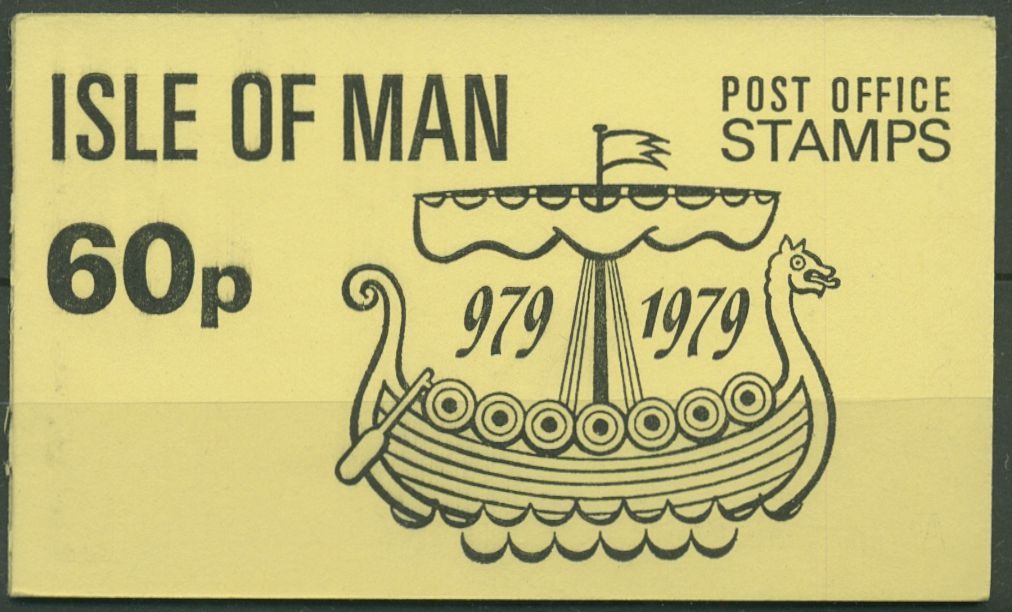 ISLE OF MAN
POST OFFICE
STAMPS
60p
979 1979